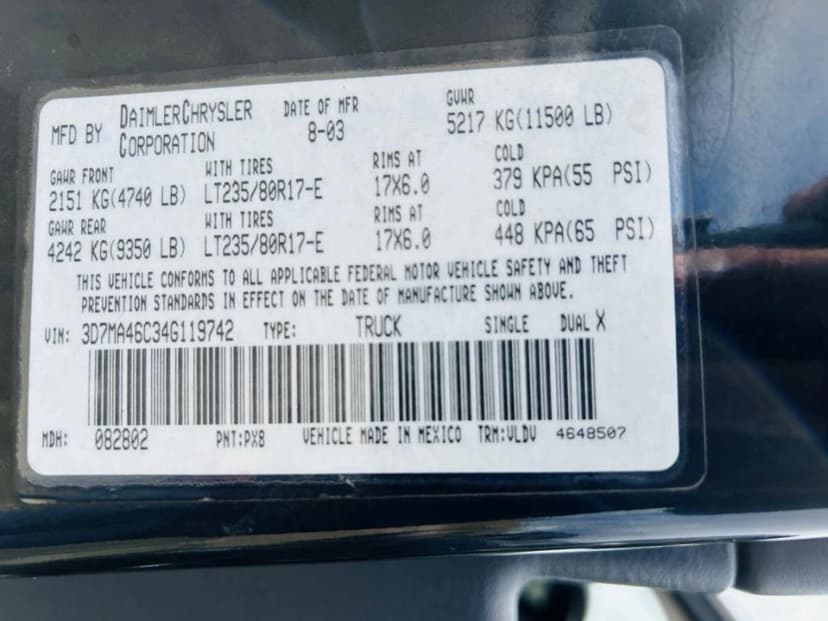 MFD BY DAIMLERCHRYSLER CORPORATION DATE OF MFR 8-03 GVWR 5217 KG(11500 LB)
GAWR FRONT WITH TIRES RIMS AT COLD
2151 KG(4740 LB) LT235/80R17-E 17X6.0 379 KPA(55 PSI)
GAWR REAR WITH TIRES RIMS AT COLD
4242 KG(9350 LB) LT235/80R17-E 17X6.0 448 KPA(65 PSI)
THIS VEHICLE CONFORMS TO ALL APPLICABLE FEDERAL MOTOR VEHICLE SAFETY AND THEFT
PREVENTION STANDARDS IN EFFECT ON THE DATE OF MANUFACTURE SHOWN ABOVE.
VIN: 3D7MA46C34G119742 TYPE: TRUCK SINGLE DUAL X
MDH: 082802 PNT:PX8 VEHICLE MADE IN MEXICO TRM:VLDV 4648507